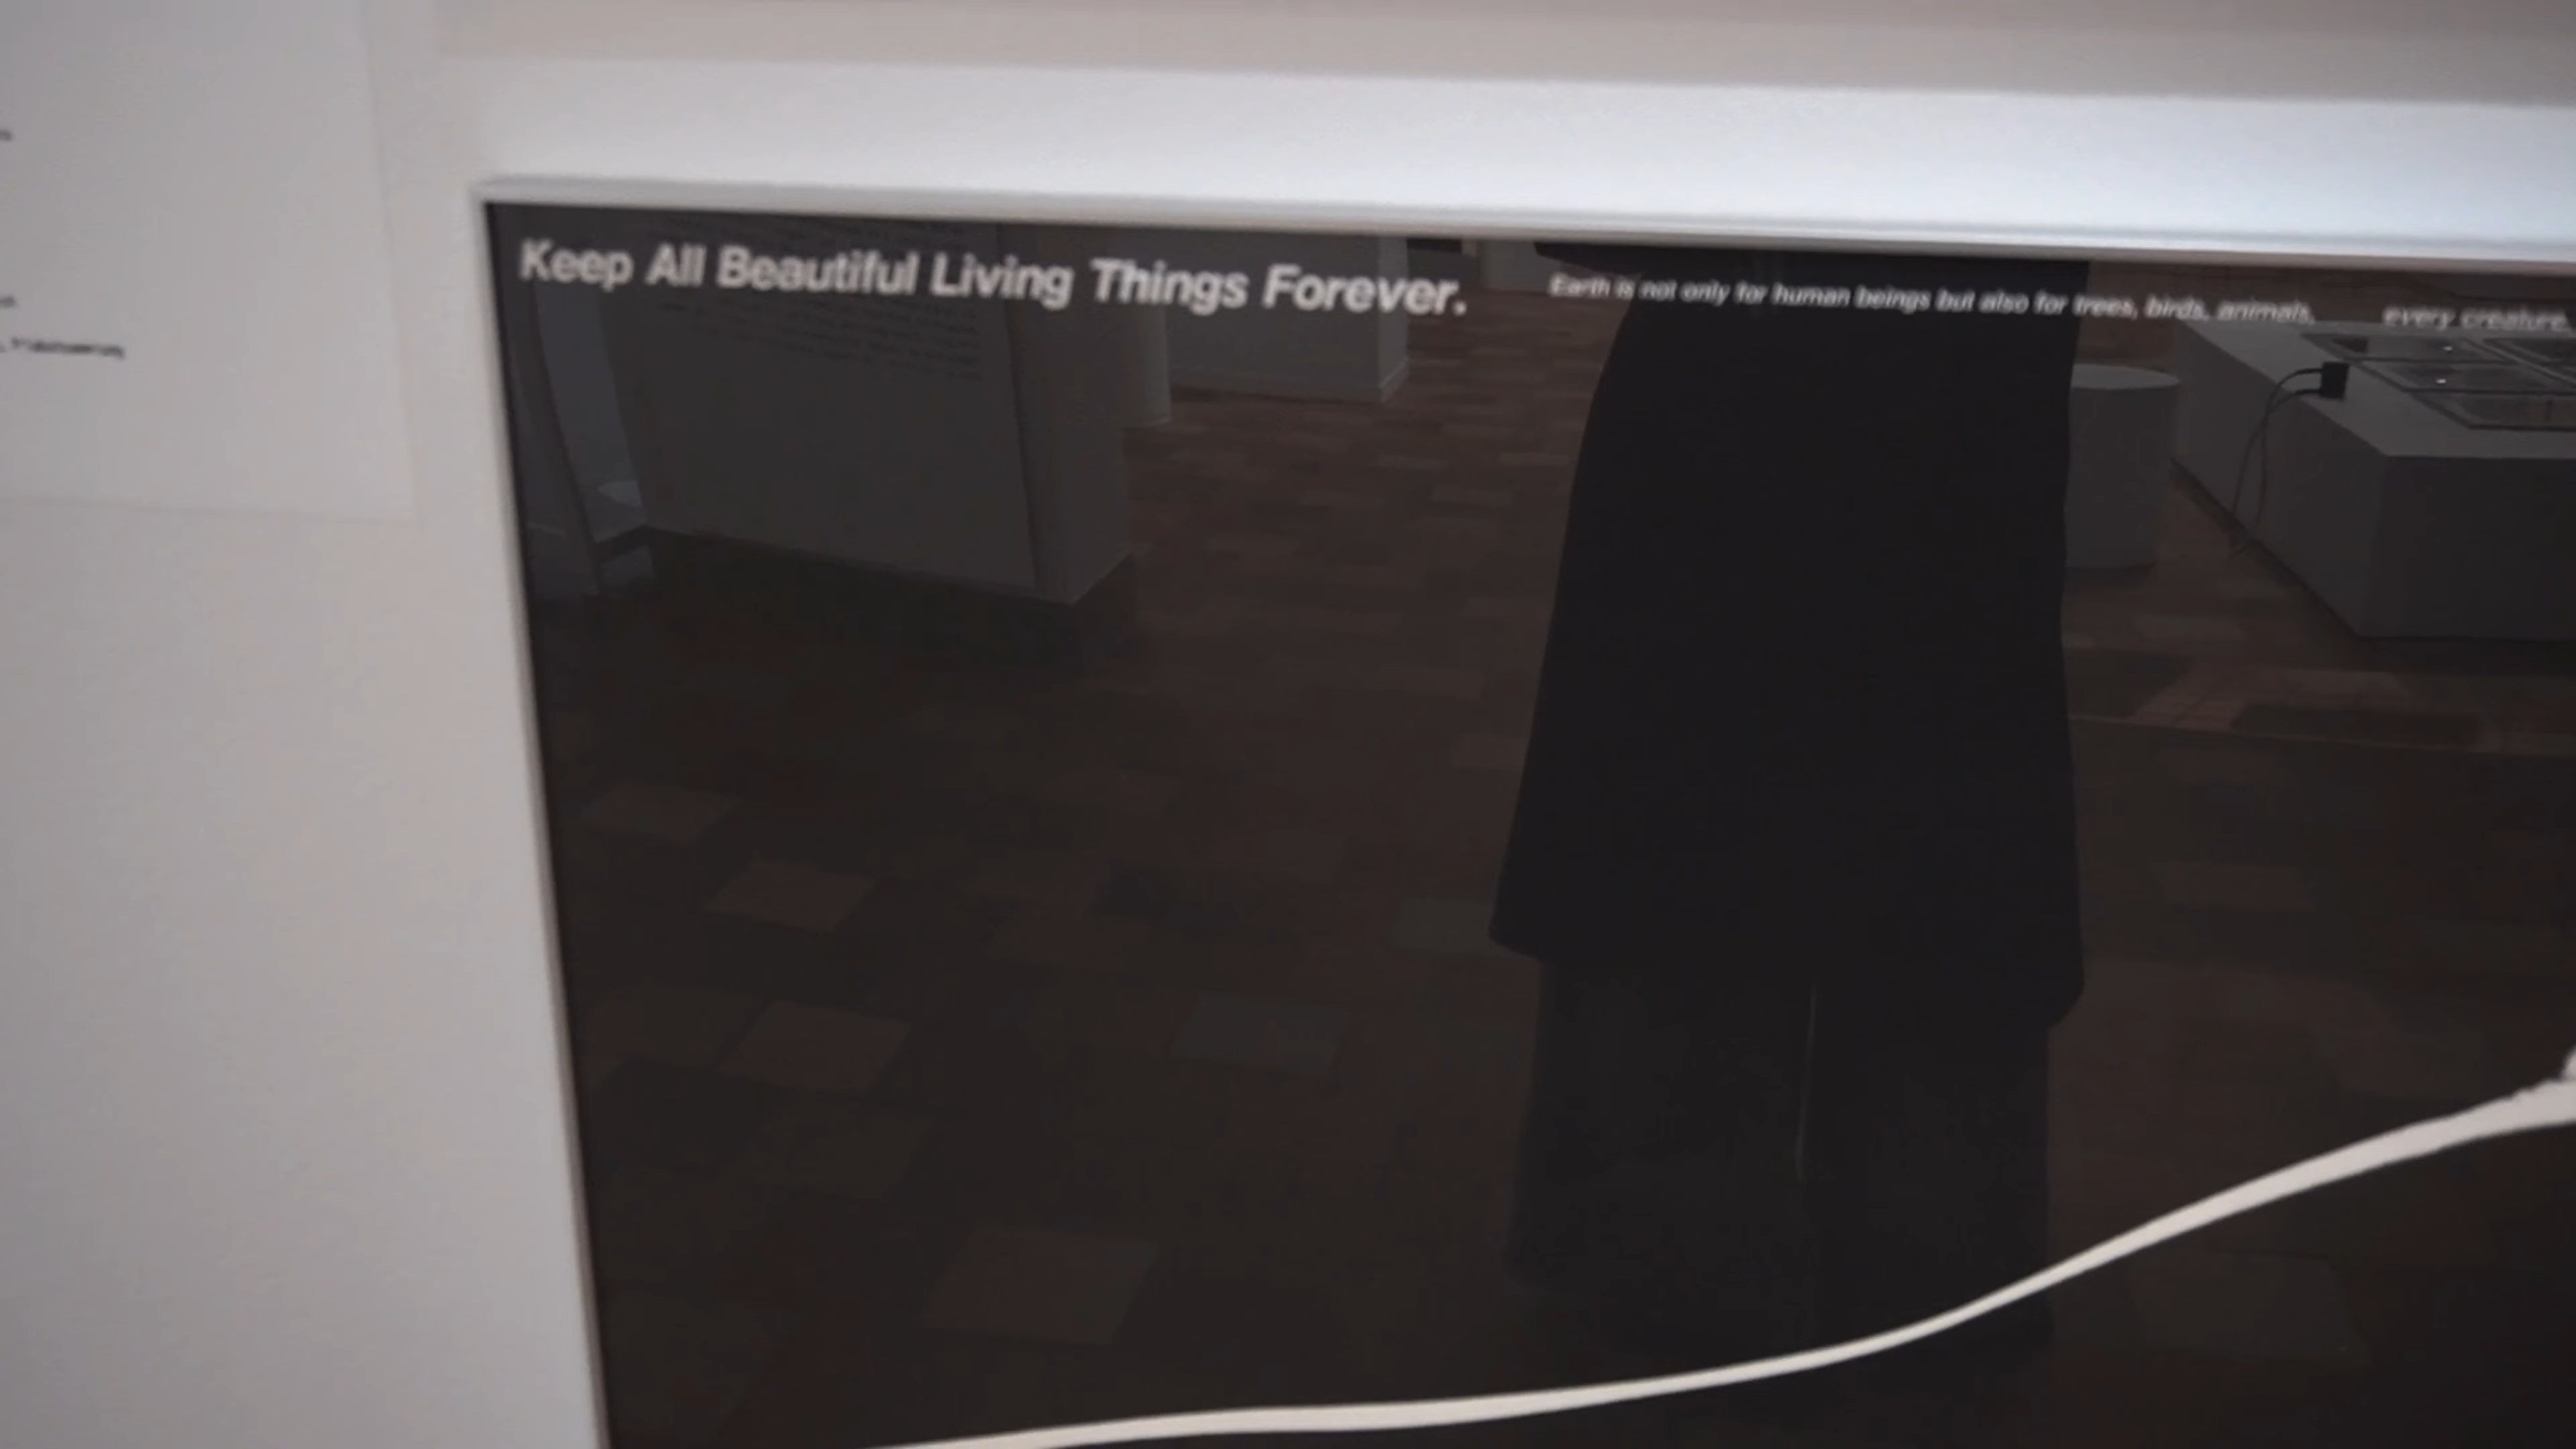 Keep All Beautiful Living Things Forever.
Earth is not only for human beings but also for trees, birds, animals, every creature